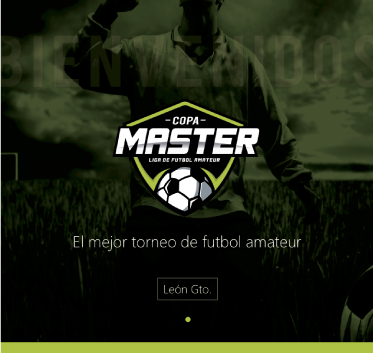 BIENVENIDOS
-COPA-
MASTER
LIGA DE FUTBOL AMATEUR
El mejor torneo de futbol amateur
León Gto.